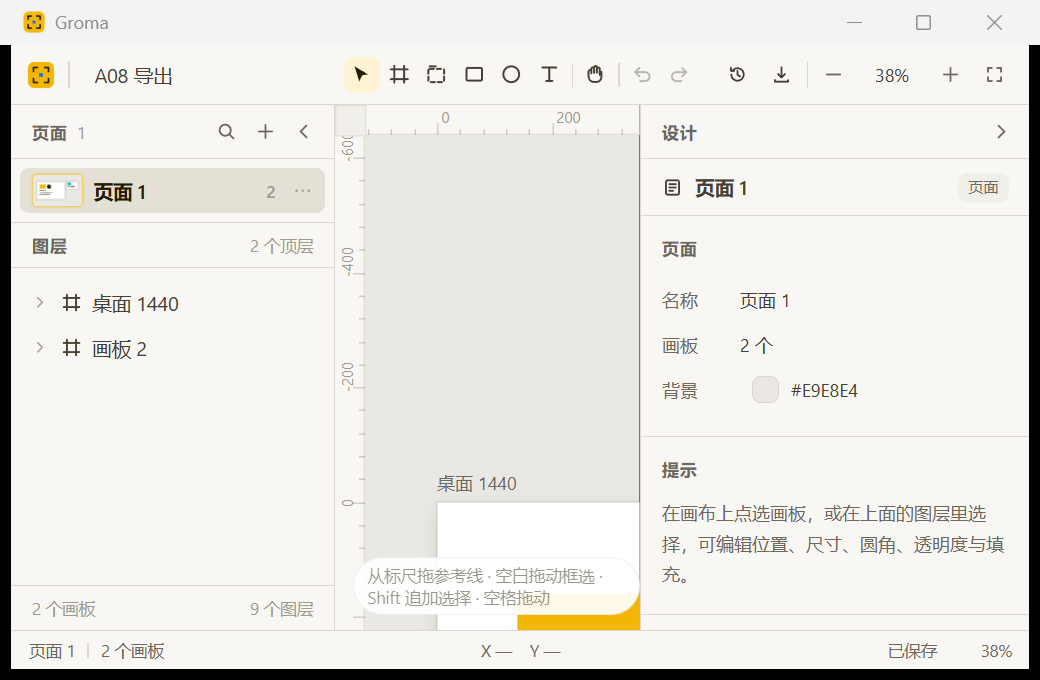 Groma
A08 导出
38%
页面 1
页面 1
2
图层
2 个顶层
桌面 1440
画板 2
2 个画板
9 个图层
0
200
-600
-400
-200
0
桌面 1440
从标尺拖参考线 · 空白拖动框选 ·
Shift 追加选择 · 空格拖动
设计
页面 1
页面
页面
名称
页面 1
画板
2 个
背景
#E9E8E4
提示
在画布上点选画板，或在上面的图层里选
择，可编辑位置、尺寸、圆角、透明度与填
充。
页面 1
2 个画板
X —
Y —
已保存
38%